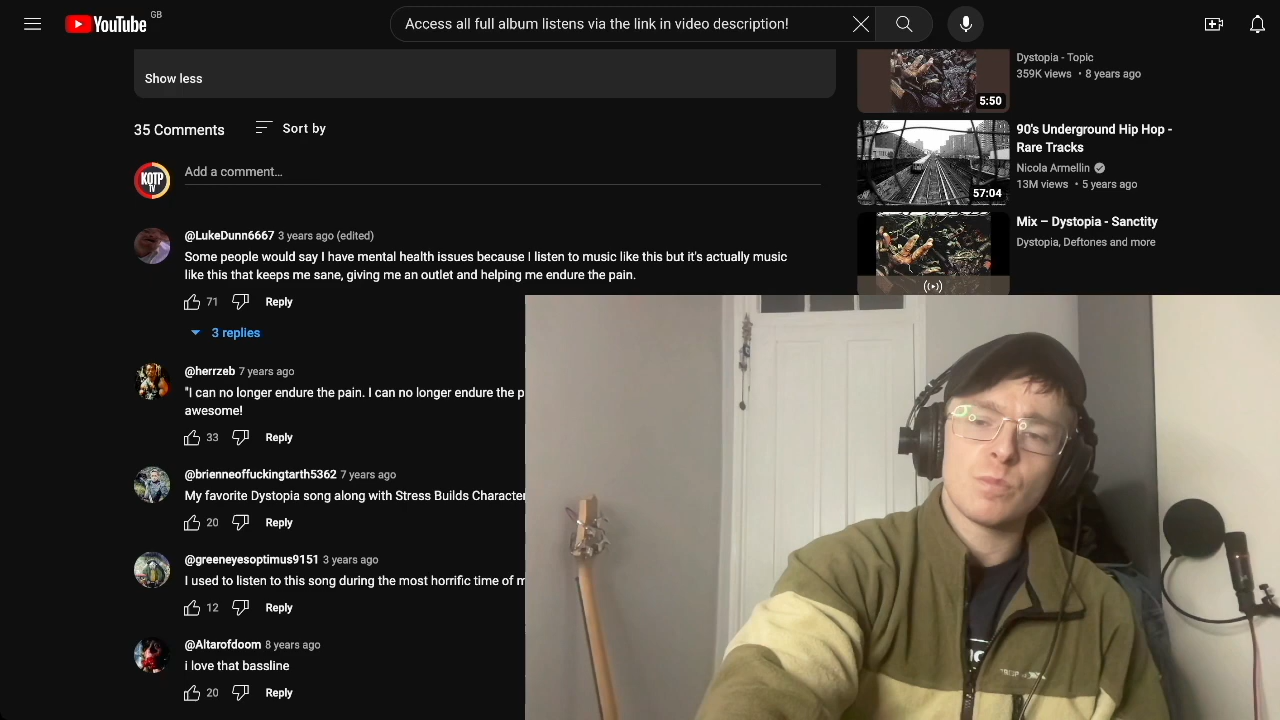 YouTube GB
Access all full album listens via the link in video description!
Show less
35 Comments
Sort by
KOTP
TV
Add a comment…
@LukeDunn6667 3 years ago (edited)
Some people would say I have mental health issues because I listen to music like this but it's actually music
like this that keeps me sane, giving me an outlet and helping me endure the pain.
71
Reply
3 replies
@herrzeb 7 years ago
"I can no longer endure the pain. I can no longer endure the p
awesome!
33
Reply
@brienneoffuckingtarth5362 7 years ago
My favorite Dystopia song along with Stress Builds Character
20
Reply
@greeneyesoptimus9151 3 years ago
I used to listen to this song during the most horrific time of m
12
Reply
@Altarofdoom 8 years ago
i love that bassline
20
Reply
Dystopia - Topic
359K views • 8 years ago
5:50
90's Underground Hip Hop -
Rare Tracks
Nicola Armellin
13M views • 5 years ago
57:04
Mix – Dystopia - Sanctity
Dystopia, Deftones and more